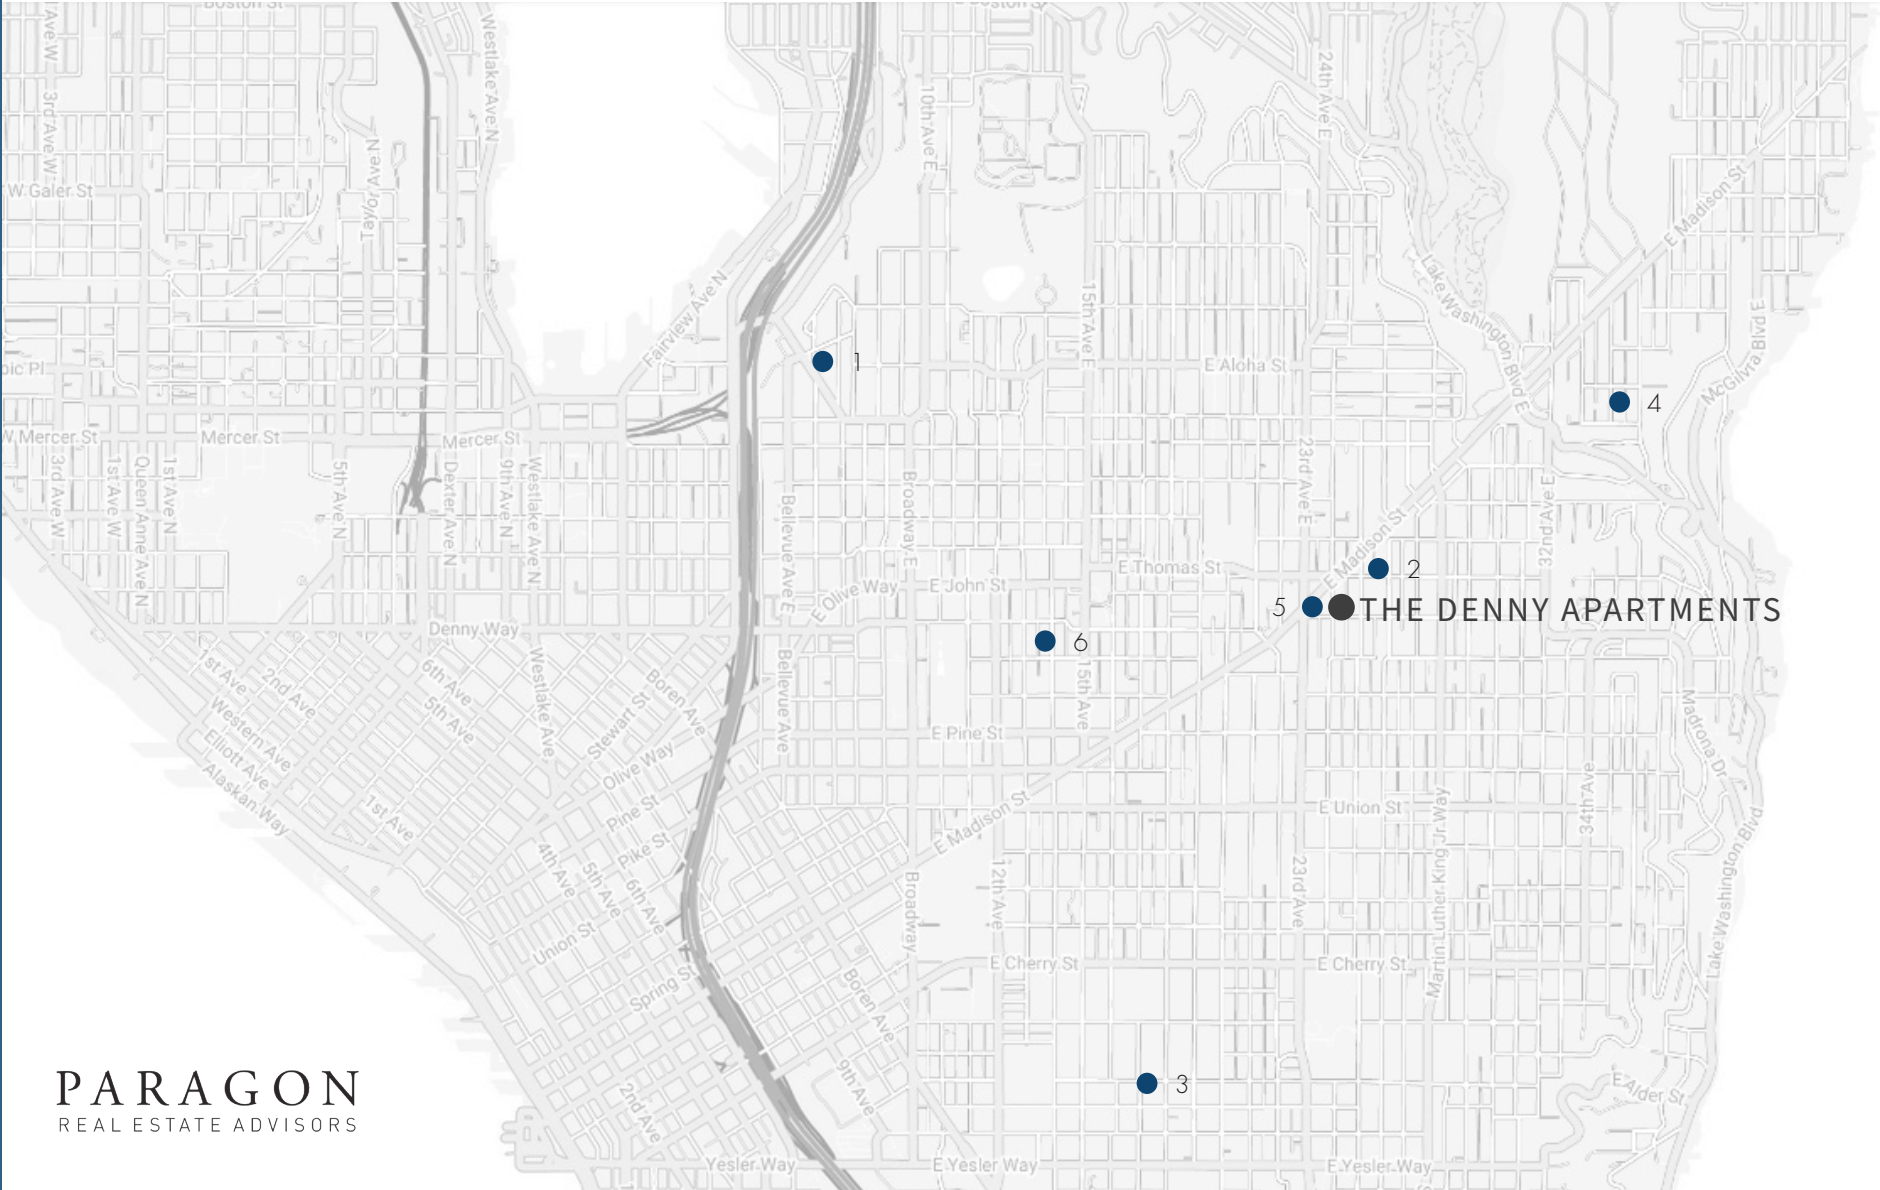 Boston St
E Boston St
3rd Ave W
Westlake Ave N
10th Ave E
24th Ave E
Taylor Ave N
W Galer St
E Madison St
Lake Washington Blvd E
Fairview Ave N
15th Ave E
McGilvra Blvd E
1
E Aloha St
4
W Mercer St
Mercer St
Mercer St
3rd Ave W
1st Ave W
Queen Anne Ave N
1st Ave N
5th Ave N
Dexter Ave N
9th Ave N
Westlake Ave N
Bellevue Ave E
Broadway E
23rd Ave E
E Madison St
32nd Ave E
E Thomas St
2
E Olive Way
E John St
5
THE DENNY APARTMENTS
Denny Way
6
1st Ave
2nd Ave
6th Ave
5th Ave
Westlake Ave
Boren Ave
Stewart St
Olive Way
Bellevue Ave
15th Ave
E Pine St
Madrona Dr
Western Ave
Elliott Ave
Alaskan Way
1st Ave
Pine St
Pike St
E Madison St
E Union St
34th Ave
Martin Luther King Jr Way
Lake Washington Blvd
4th Ave
5th Ave
6th Ave
Union St
Spring St
Broadway
12th Ave
23rd Ave
E Cherry St
E Cherry St
Boren Ave
9th Ave
3
E Alder St
2nd Ave
Yesler Way
E Yesler Way
E Yesler Way
PARAGON
REAL ESTATE ADVISORS